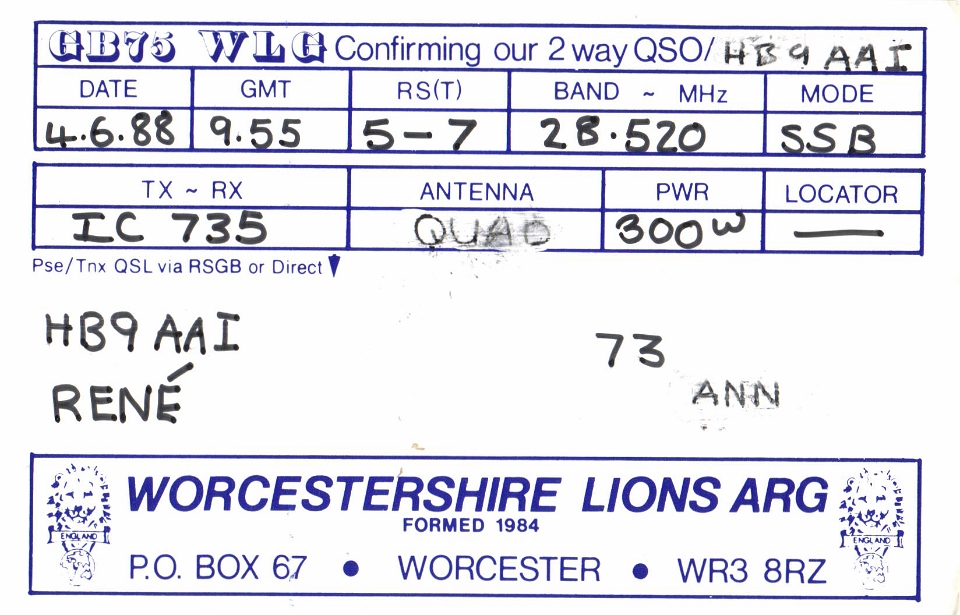 GB75 WLG Confirming our 2 way QSO/ HB9 AAI
DATE GMT RS(T) BAND ~ MHz MODE
4.6.88 9.55 5-7 28.520 SSB
TX ~ RX ANTENNA PWR LOCATOR
IC 735 QUAD 300W —
Pse/Tnx QSL via RSGB or Direct
HB9 AAI
73
RENÉ
ANN
WORCESTERSHIRE LIONS ARG
FORMED 1984
ENGLAND ENGLAND
P.O. BOX 67 • WORCESTER • WR3 8RZ